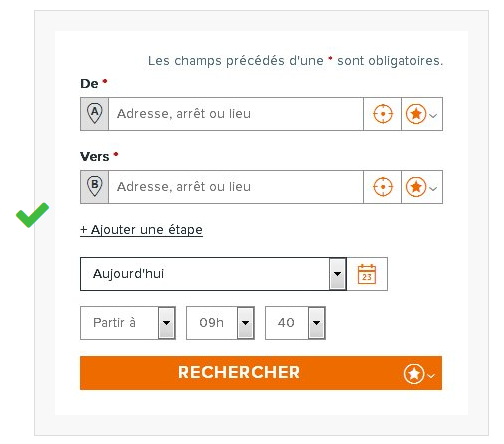 Les champs précédés d'une * sont obligatoires.
De *
A Adresse, arrêt ou lieu
Vers *
B Adresse, arrêt ou lieu
+ Ajouter une étape
Aujourd'hui 23
Partir à 09h 40
RECHERCHER